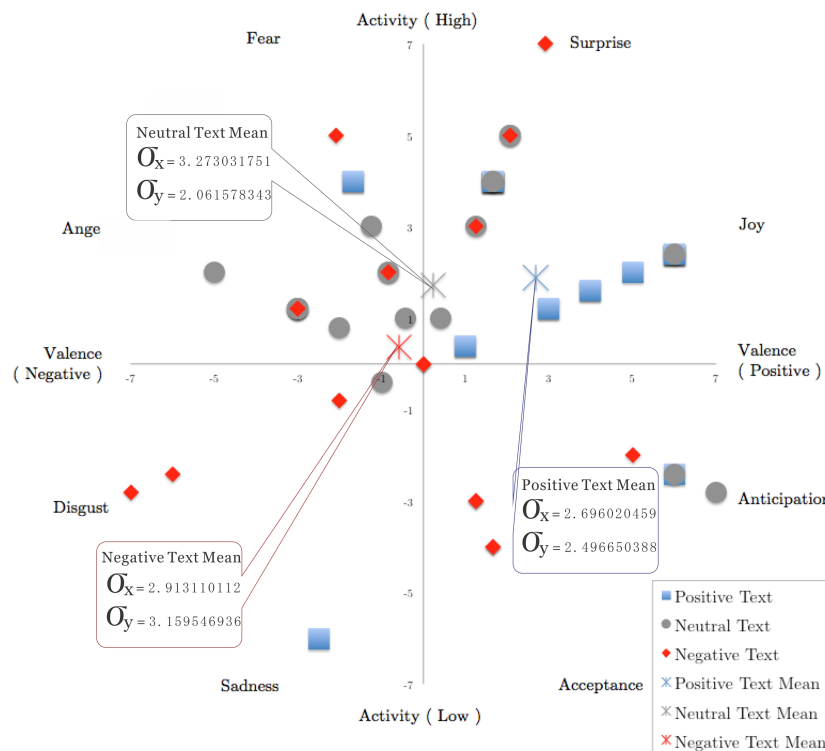 Activity ( High)
Fear
Surprise
7
5
Neutral Text Mean
σx=3.273031751
σy=2.061578343
3
Ange
Joy
1
Valence
( Negative )
Valence
( Positive )
-7
-5
-3
-1
1
3
5
7
-1
-3
Positive Text Mean
σx=2.696020459
σy=2.496650388
Disgust
Anticipation
Negative Text Mean
σx=2.913110112
σy=3.159546936
-5
-7
Sadness
Acceptance
Activity ( Low )
Positive Text
Neutral Text
Negative Text
Positive Text Mean
Neutral Text Mean
Negative Text Mean